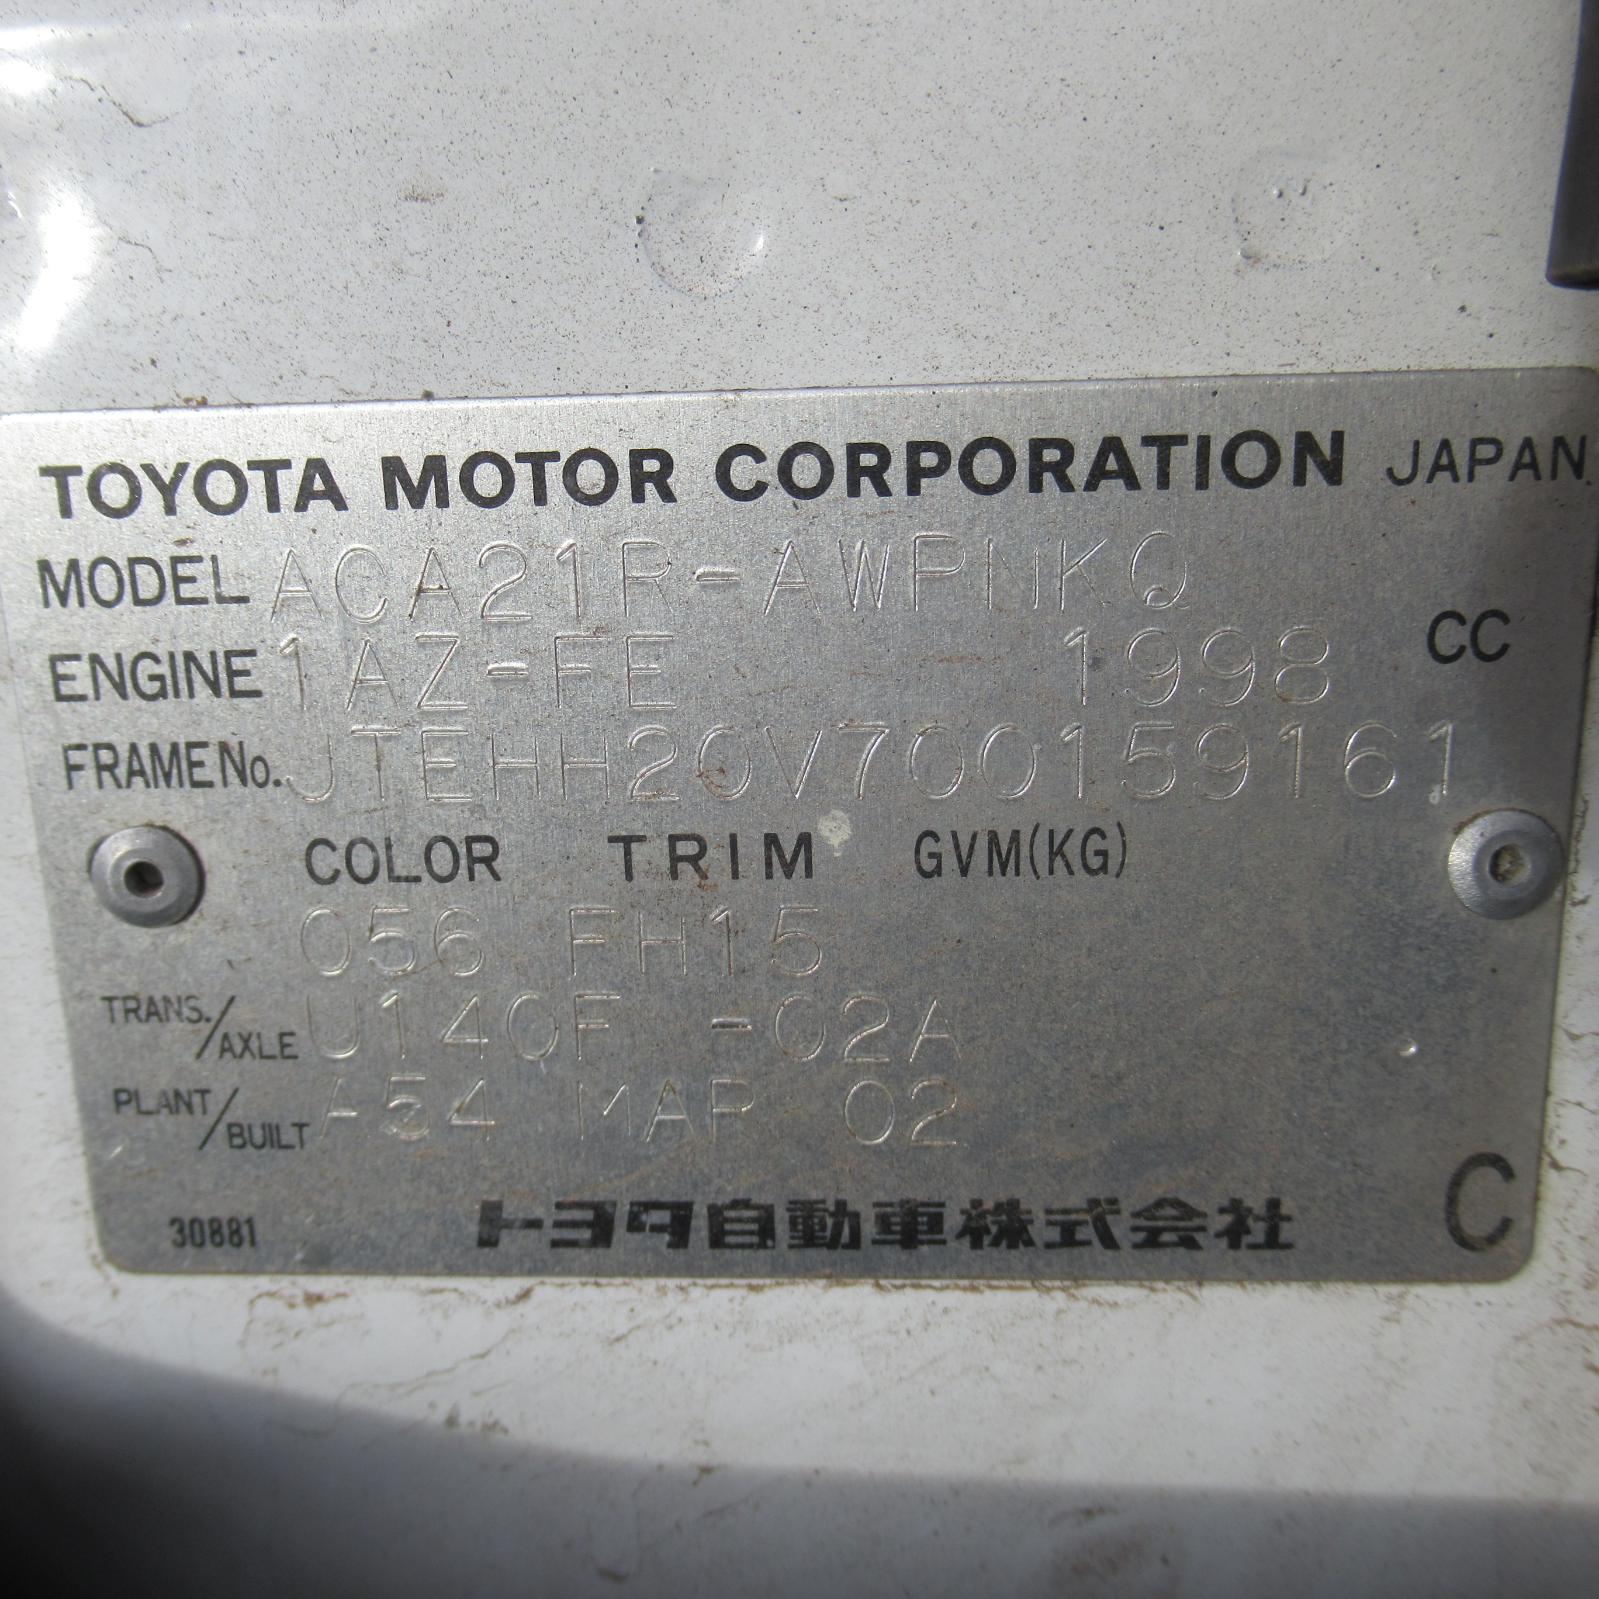 TOYOTA MOTOR CORPORATION JAPAN.
MODEL ACA21R-AWPNKQ
ENGINE 1AZ-FE 1998 CC
FRAME No. JTEHH20V700159161
COLOR TRIM GVM(KG)
056 FH15
TRANS./AXLE U140F -02A
PLANT/BUILT A54 MAR 02
30881 トヨタ自動車株式会社 C